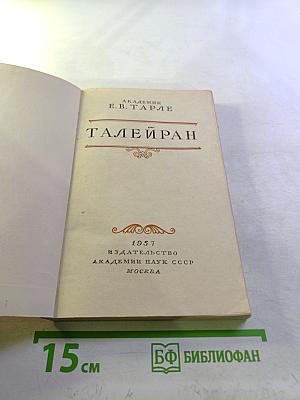 АКАДЕМИК
Е.В.ТАРЛЕ
ТАЛЕЙРАН
1957
ИЗДАТЕЛЬСТВО
АКАДЕМИИ НАУК СССР
МОСКВА
15 см
БФ БИБЛИОФАН